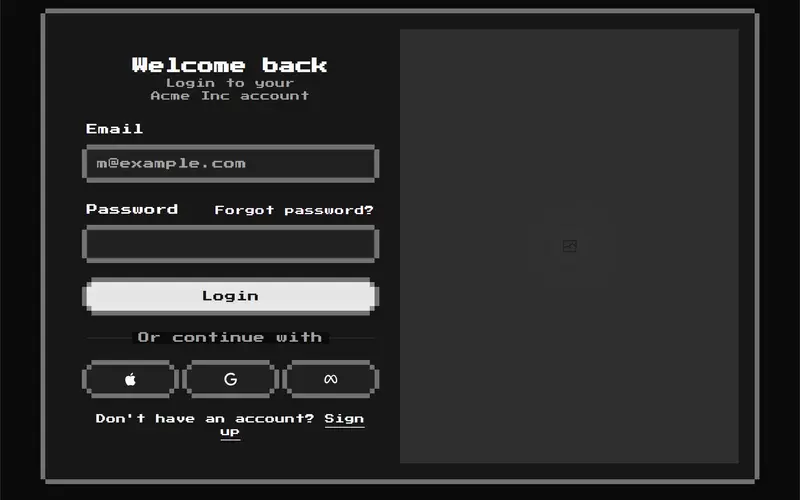 Welcome back
Login to your
Acme Inc account
Email
m@example.com
Password
Forgot password?
Login
Or continue with
Don't have an account? Sign
up